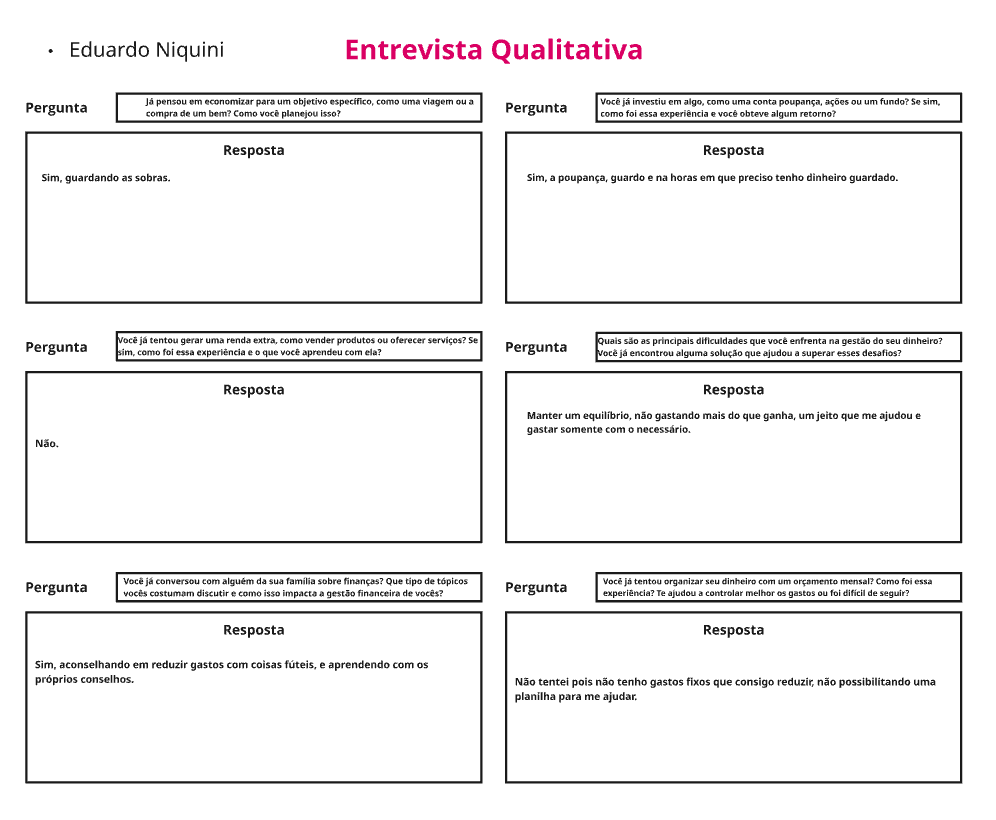 • Eduardo Niquini
Entrevista Qualitativa
Pergunta
Já pensou em economizar para um objetivo específico, como uma viagem ou a
compra de um bem? Como você planejou isso?
Resposta
Sim, guardando as sobras.
Pergunta
Você já investiu em algo, como uma conta poupança, ações ou um fundo? Se sim,
como foi essa experiência e você obteve algum retorno?
Resposta
Sim, a poupança, guardo e na horas em que preciso tenho dinheiro guardado.
Pergunta
Você já tentou gerar uma renda extra, como vender produtos ou oferecer serviços? Se
sim, como foi essa experiência e o que você aprendeu com ela?
Resposta
Não.
Pergunta
Quais são as principais dificuldades que você enfrenta na gestão do seu dinheiro?
Você já encontrou alguma solução que ajudou a superar esses desafios?
Resposta
Manter um equilíbrio, não gastando mais do que ganha, um jeito que me ajudou e
gastar somente com o necessário.
Pergunta
Você já conversou com alguém da sua família sobre finanças? Que tipo de tópicos
vocês costumam discutir e como isso impacta a gestão financeira de vocês?
Resposta
Sim, aconselhando em reduzir gastos com coisas fúteis, e aprendendo com os
próprios conselhos.
Pergunta
Você já tentou organizar seu dinheiro com um orçamento mensal? Como foi essa
experiência? Te ajudou a controlar melhor os gastos ou foi difícil de seguir?
Resposta
Não tentei pois não tenho gastos fixos que consigo reduzir, não possibilitando uma
planilha para me ajudar.